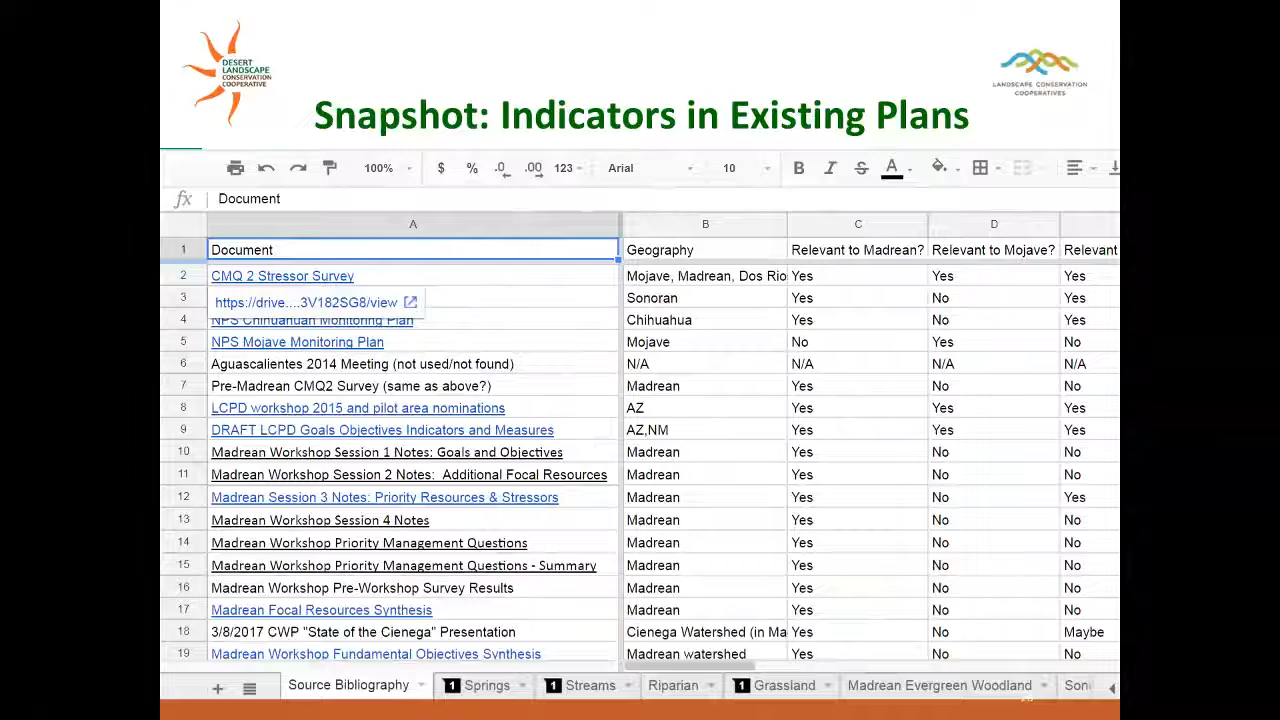 DESERT
LANDSCAPE
CONSERVATION
COOPERATIVE
LANDSCAPE CONSERVATION
COOPERATIVES
Snapshot: Indicators in Existing Plans
100% $ % .0 .00 123 Arial 10 B I S A
fx Document
A B C D
1 Document Geography Relevant to Madrean? Relevant to Mojave? Relevant
2 CMQ 2 Stressor Survey Mojave, Madrean, Dos Rio Yes Yes Yes
3 https://drive....3V182SG8/view Sonoran Yes No Yes
4 NPS Chihuahuan Monitoring Plan Chihuahua Yes No Yes
5 NPS Mojave Monitoring Plan Mojave No Yes No
6 Aguascalientes 2014 Meeting (not used/not found) N/A N/A N/A N/A
7 Pre-Madrean CMQ2 Survey (same as above?) Madrean Yes No No
8 LCPD workshop 2015 and pilot area nominations AZ Yes Yes Yes
9 DRAFT LCPD Goals Objectives Indicators and Measures AZ,NM Yes Yes Yes
10 Madrean Workshop Session 1 Notes: Goals and Objectives Madrean Yes No No
11 Madrean Workshop Session 2 Notes: Additional Focal Resources Madrean Yes No No
12 Madrean Session 3 Notes: Priority Resources & Stressors Madrean Yes No Yes
13 Madrean Workshop Session 4 Notes Madrean Yes No No
14 Madrean Workshop Priority Management Questions Madrean Yes No No
15 Madrean Workshop Priority Management Questions - Summary Madrean Yes No No
16 Madrean Workshop Pre-Workshop Survey Results Madrean Yes No No
17 Madrean Focal Resources Synthesis Madrean Yes No No
18 3/8/2017 CWP "State of the Cienega" Presentation Cienega Watershed (in Ma Yes No Maybe
19 Madrean Workshop Fundamental Objectives Synthesis Madrean watershed Yes No No
+ Source Bibliography 1 Springs 1 Streams Riparian 1 Grassland Madrean Evergreen Woodland Son